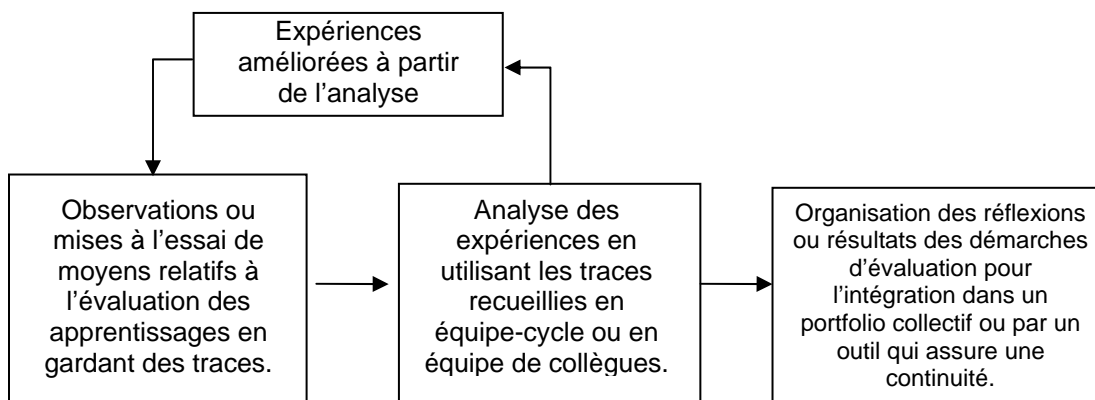 Expériences
améliorées à partir
de l’analyse
Observations ou
mises à l’essai de
moyens relatifs à
l’évaluation des
apprentissages en
gardant des traces.
Analyse des
expériences en
utilisant les traces
recueillies en
équipe-cycle ou en
équipe de collègues.
Organisation des réflexions
ou résultats des démarches
d’évaluation pour
l’intégration dans un
portfolio collectif ou par un
outil qui assure une
continuité.